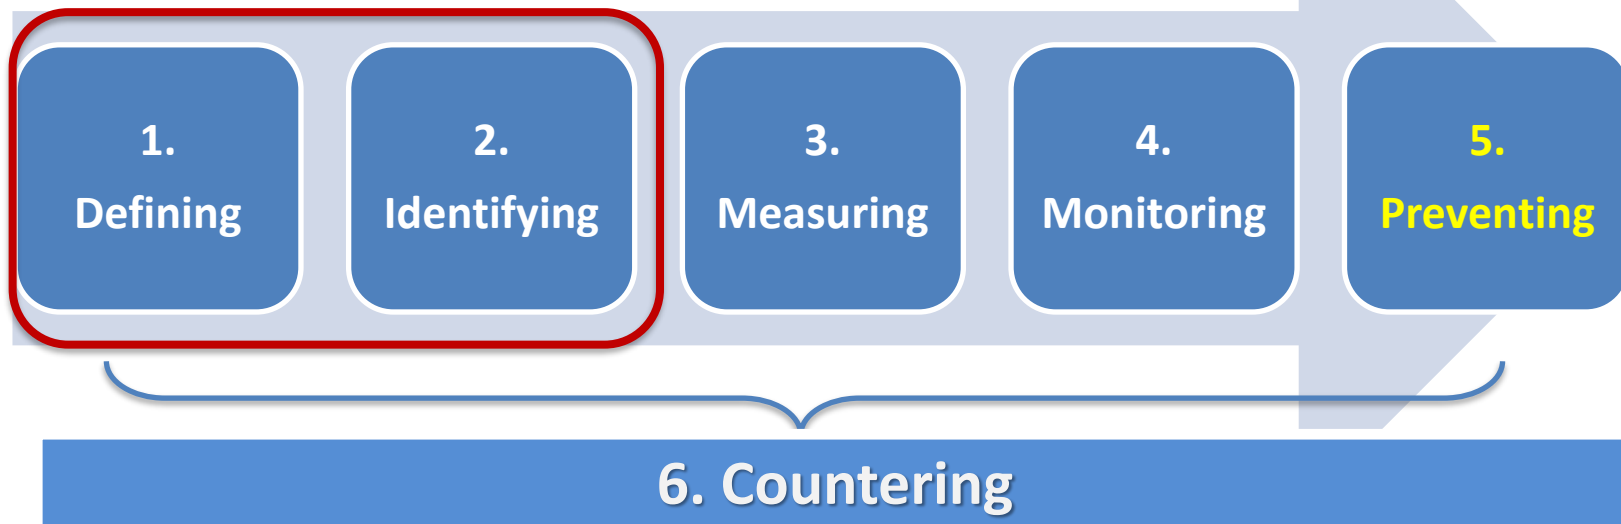 1.
Defining
2.
Identifying
3.
Measuring
4.
Monitoring
5.
Preventing
6. Countering